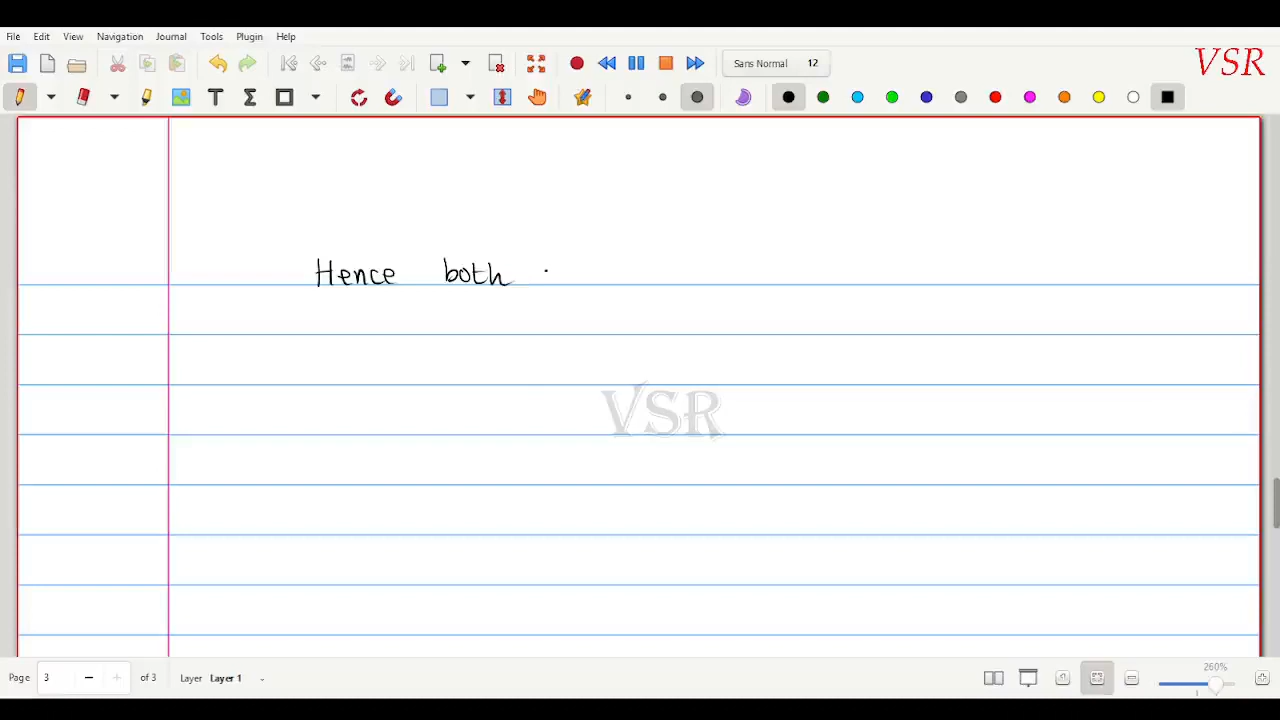 File Edit View Navigation Journal Tools Plugin Help
VSR
Sans Normal 12
Hence both
VSR
Page 3 of 3 Layer Layer 1 260%